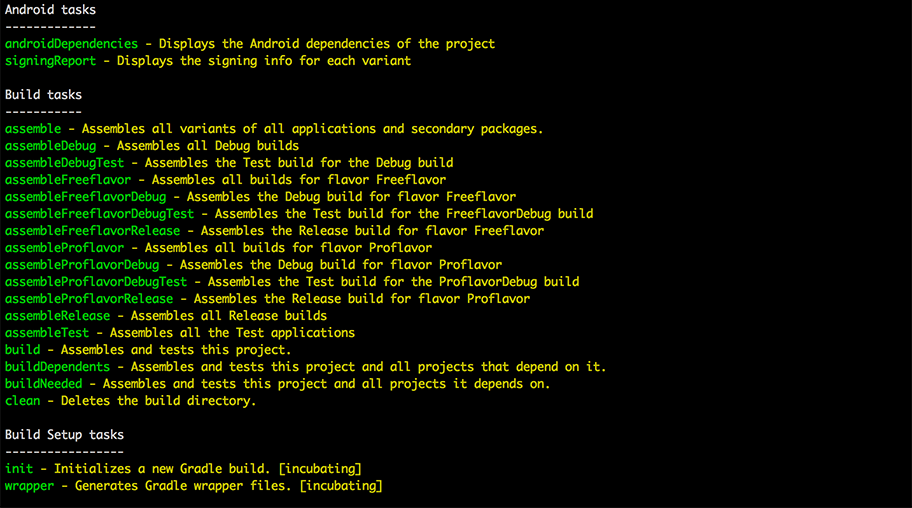 Android tasks
-------------
androidDependencies - Displays the Android dependencies of the project
signingReport - Displays the signing info for each variant

Build tasks
-----------
assemble - Assembles all variants of all applications and secondary packages.
assembleDebug - Assembles all Debug builds
assembleDebugTest - Assembles the Test build for the Debug build
assembleFreeflavor - Assembles all builds for flavor Freeflavor
assembleFreeflavorDebug - Assembles the Debug build for flavor Freeflavor
assembleFreeflavorDebugTest - Assembles the Test build for the FreeflavorDebug build
assembleFreeflavorRelease - Assembles the Release build for flavor Freeflavor
assembleProflavor - Assembles all builds for flavor Proflavor
assembleProflavorDebug - Assembles the Debug build for flavor Proflavor
assembleProflavorDebugTest - Assembles the Test build for the ProflavorDebug build
assembleProflavorRelease - Assembles the Release build for flavor Proflavor
assembleRelease - Assembles all Release builds
assembleTest - Assembles all the Test applications
build - Assembles and tests this project.
buildDependents - Assembles and tests this project and all projects that depend on it.
buildNeeded - Assembles and tests this project and all projects it depends on.
clean - Deletes the build directory.

Build Setup tasks
-----------------
init - Initializes a new Gradle build. [incubating]
wrapper - Generates Gradle wrapper files. [incubating]